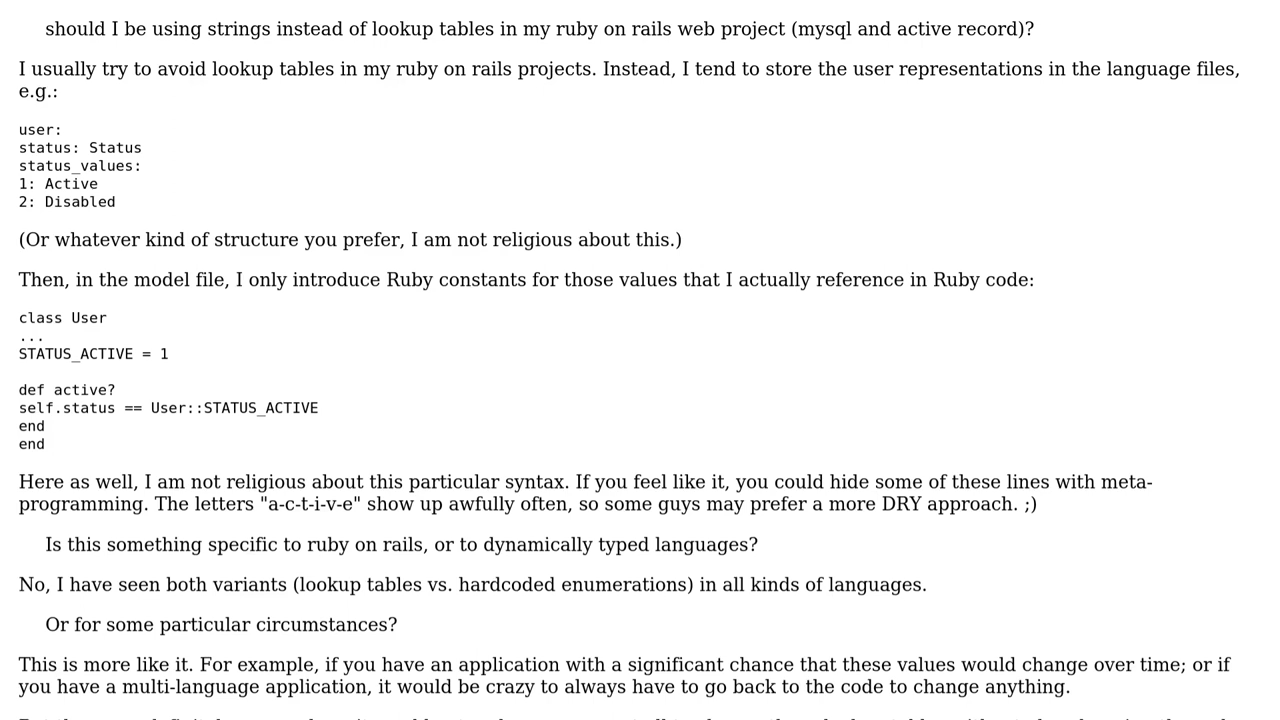 should I be using strings instead of lookup tables in my ruby on rails web project (mysql and active record)?
I usually try to avoid lookup tables in my ruby on rails projects. Instead, I tend to store the user representations in the language files,
e.g.:
user:
status: Status
status_values:
1: Active
2: Disabled
(Or whatever kind of structure you prefer, I am not religious about this.)
Then, in the model file, I only introduce Ruby constants for those values that I actually reference in Ruby code:
class User
...
STATUS_ACTIVE = 1
def active?
self.status == User::STATUS_ACTIVE
end
end
Here as well, I am not religious about this particular syntax. If you feel like it, you could hide some of these lines with meta-
programming. The letters "a-c-t-i-v-e" show up awfully often, so some guys may prefer a more DRY approach. ;)
Is this something specific to ruby on rails, or to dynamically typed languages?
No, I have seen both variants (lookup tables vs. hardcoded enumerations) in all kinds of languages.
Or for some particular circumstances?
This is more like it. For example, if you have an application with a significant chance that these values would change over time; or if
you have a multi-language application, it would be crazy to always have to go back to the code to change anything.